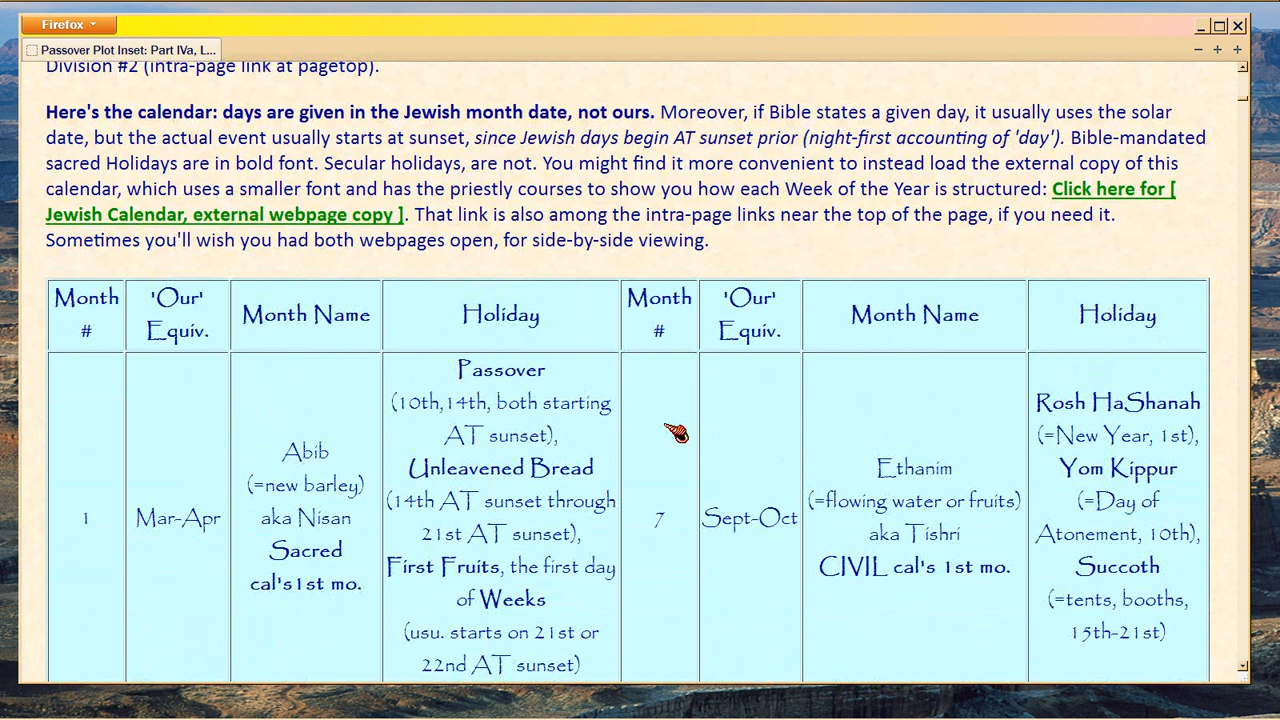 Firefox
Passover Plot Inset: Part IVa, L...
Division #2 (intra-page link at pagetop).
Here's the calendar: days are given in the Jewish month date, not ours. Moreover, if Bible states a given day, it usually uses the solar
date, but the actual event usually starts at sunset, since Jewish days begin AT sunset prior (night-first accounting of 'day'). Bible-mandated
sacred Holidays are in bold font. Secular holidays, are not. You might find it more convenient to instead load the external copy of this
calendar, which uses a smaller font and has the priestly courses to show you how each Week of the Year is structured: Click here for [
Jewish Calendar, external webpage copy ]. That link is also among the intra-page links near the top of the page, if you need it.
Sometimes you'll wish you had both webpages open, for side-by-side viewing.
Month
#
'Our'
Equiv.
Month Name
Holiday
Month
#
'Our'
Equiv.
Month Name
Holiday
1
Mar-Apr
Abib
(=new barley)
aka Nisan
Sacred
cal's1st mo.
Passover
(10th,14th, both starting
AT sunset),
Unleavened Bread
(14th AT sunset through
21st AT sunset),
First Fruits, the first day
of Weeks
(usu. starts on 21st or
22nd AT sunset)
7
Sept-Oct
Ethanim
(=flowing water or fruits)
aka Tishri
CIVIL cal's 1st mo.
Rosh HaShanah
(=New Year, 1st),
Yom Kippur
(=Day of
Atonement, 10th),
Succoth
(=tents, booths,
15th-21st)